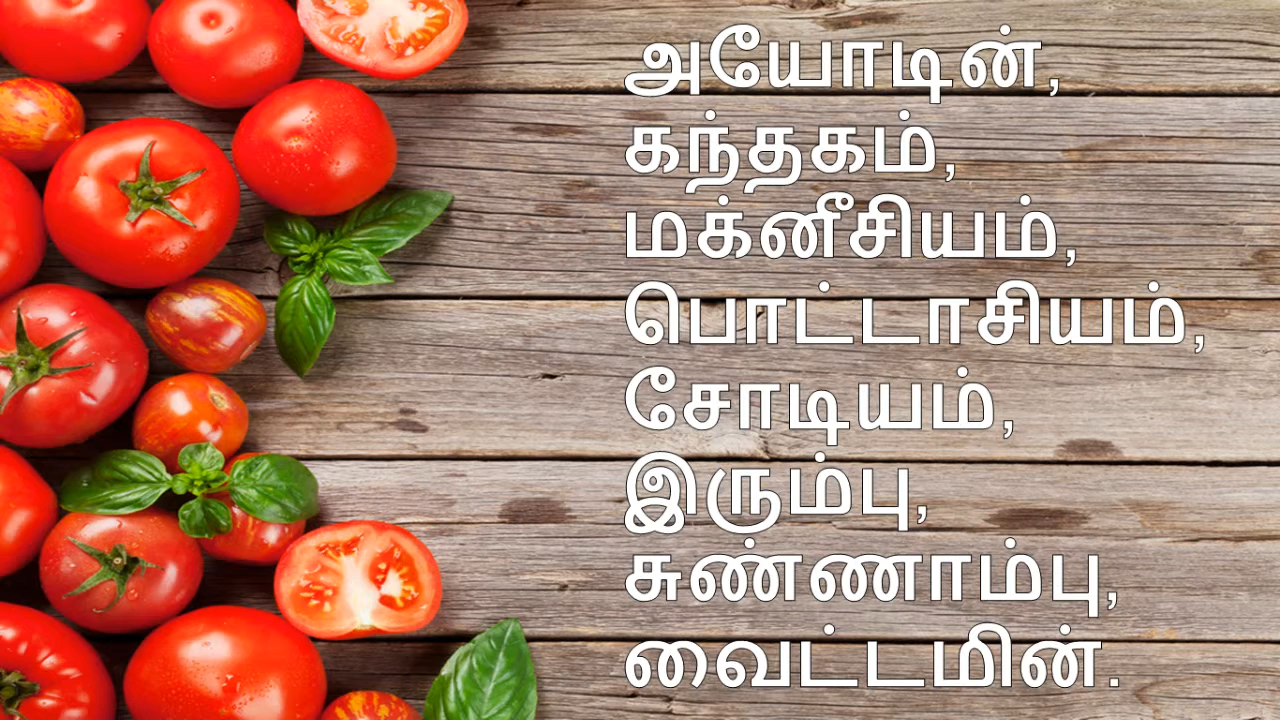 அயோடின்,
கந்தகம்,
மக்னீசியம்,
பொட்டாசியம்,
சோடியம்,
இரும்பு,
சுண்ணாம்பு,
வைட்டமின்.